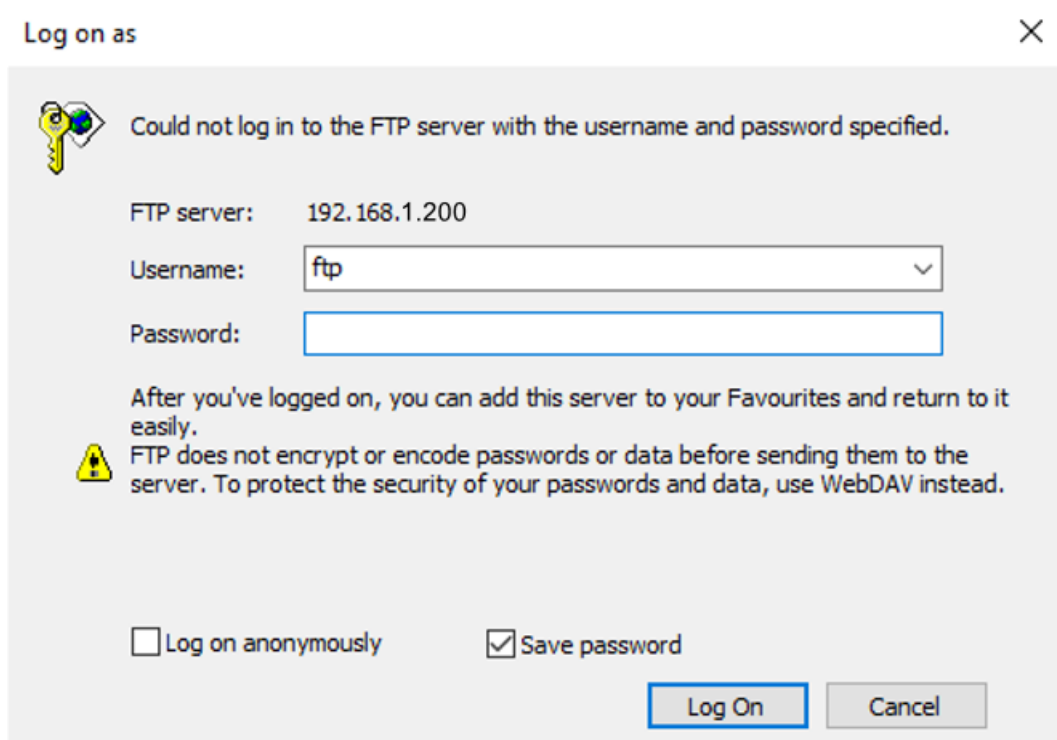 Log on as
Could not log in to the FTP server with the username and password specified.
FTP server: 192.168.1.200
Username: ftp
Password:
After you've logged on, you can add this server to your Favourites and return to it
easily.
FTP does not encrypt or encode passwords or data before sending them to the
server. To protect the security of your passwords and data, use WebDAV instead.
Log on anonymously Save password
Log On Cancel